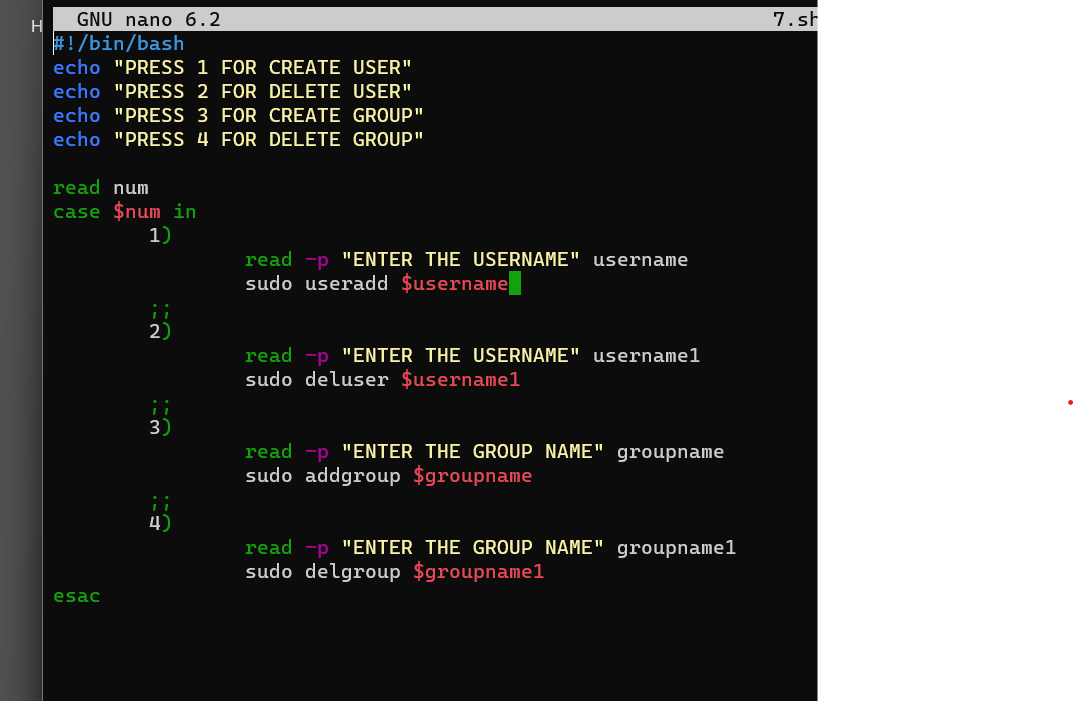 H
GNU nano 6.2 7.sh
#!/bin/bash
echo "PRESS 1 FOR CREATE USER"
echo "PRESS 2 FOR DELETE USER"
echo "PRESS 3 FOR CREATE GROUP"
echo "PRESS 4 FOR DELETE GROUP"

read num
case $num in
        1)
                read -p "ENTER THE USERNAME" username
                sudo useradd $username
        ;;
        2)
                read -p "ENTER THE USERNAME" username1
                sudo deluser $username1
        ;;
        3)
                read -p "ENTER THE GROUP NAME" groupname
                sudo addgroup $groupname
        ;;
        4)
                read -p "ENTER THE GROUP NAME" groupname1
                sudo delgroup $groupname1
esac